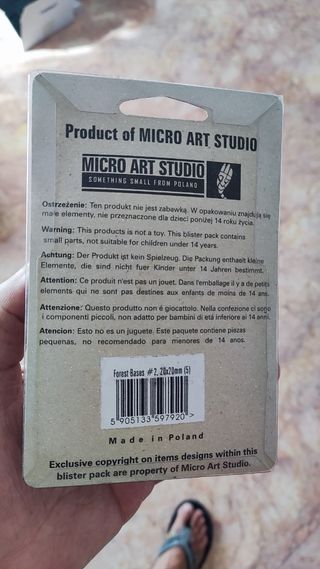 Product of MICRO ART STUDIO
MICRO ART STUDIO
SOMETHING SMALL FROM POLAND
Ostrzeżenie: Ten produkt nie jest zabawką. W opakowaniu znajdują się
małe elementy, nie przeznaczone dla dzieci poniżej 14 roku życia.
Warning: This products is not a toy. This blister pack contains
small parts, not suitable for children under 14 years.
Achtung: Der Produkt ist kein Spielzeug. Die Packung enthaelt kleine
Elemente, die sind nicht fuer Kinder unter 14 Jahren bestimmt.
Attention: Ce produit n'est pas un jouet. Dans l'emballage il y a de petits
elements qui ne sont pas destines aux enfants de moins de 14 ans.
Attenzione: Questo produtto non é giocattolo. Nella confezione ci sono
i componenti piccoli, non adatto per bambini di etá inferiore ai 14 anni.
Atencion: Esto no es un juguete. Este paquete contiene piezas
pequenas, no recomendado para menores de 14 anos.
Forest Bases #2, 20x20mm (5)
5 905133 597920 >
Made in Poland
Exclusive copyright on items designs within this
blister pack are property of Micro Art Studio.